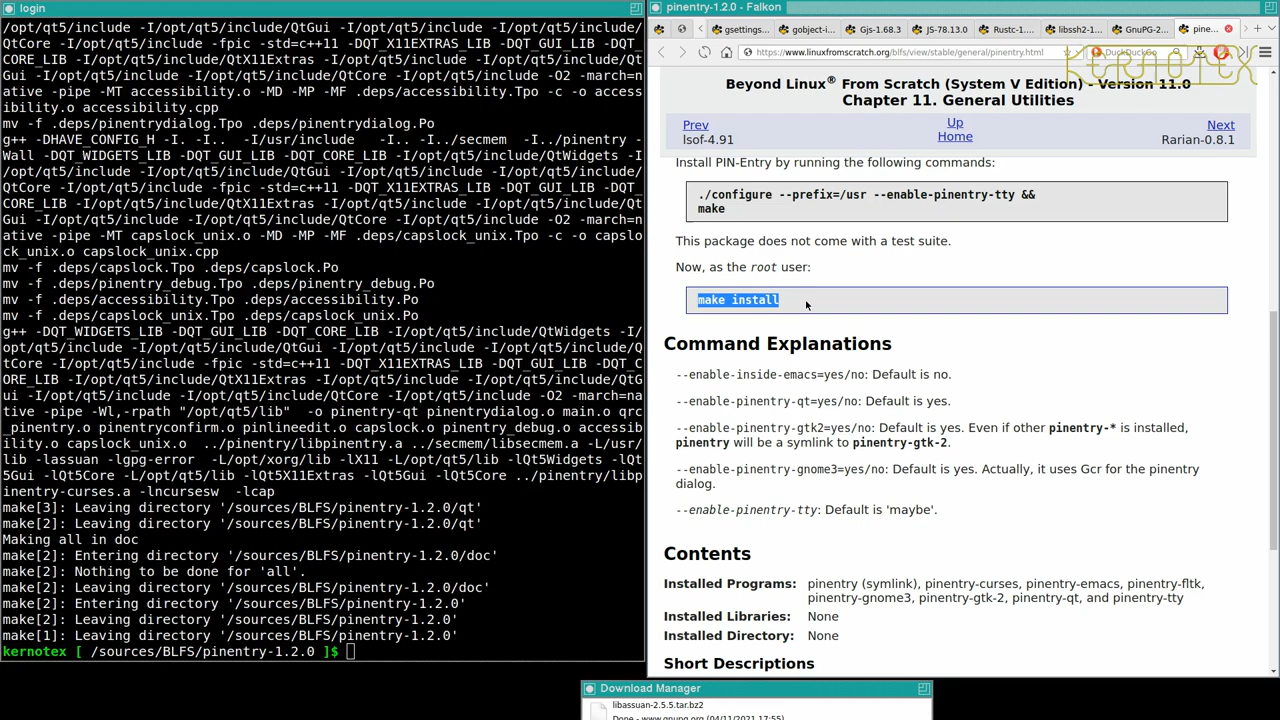 login
/opt/qt5/include -I/opt/qt5/include/QtGui -I/opt/qt5/include/
QtCore -I/opt/qt5/include -fpic -std=c++11 -DQT_X11EXTRAS_LIB -DQT_GUI_LIB -DQT_
CORE_LIB -I/opt/qt5/include/QtX11Extras -I/opt/qt5/include -I/opt/qt5/include/Qt
Gui -I/opt/qt5/include -I/opt/qt5/include/QtCore -I/opt/qt5/include -O2 -march=n
ative -pipe -MT accessibility.o -MD -MP -MF .deps/accessibility.Tpo -c -o access
ibility.o accessibility.cpp
mv -f .deps/pinentrydialog.Tpo .deps/pinentrydialog.Po
g++ -DHAVE_CONFIG_H -I. -I.. -I/usr/include   -I.. -I../secmem  -I../pinentry -
Wall -DQT_WIDGETS_LIB -DQT_GUI_LIB -DQT_CORE_LIB -I/opt/qt5/include/QtWidgets -I
/opt/qt5/include -I/opt/qt5/include/QtGui -I/opt/qt5/include -I/opt/qt5/include/
QtCore -I/opt/qt5/include -fpic -std=c++11 -DQT_X11EXTRAS_LIB -DQT_GUI_LIB -DQT_
CORE_LIB -I/opt/qt5/include/QtX11Extras -I/opt/qt5/include -I/opt/qt5/include/Qt
Gui -I/opt/qt5/include -I/opt/qt5/include/QtCore -I/opt/qt5/include -O2 -march=n
ative -pipe -MT capslock_unix.o -MD -MP -MF .deps/capslock_unix.Tpo -c -o capslo
ck_unix.o capslock_unix.cpp
mv -f .deps/capslock.Tpo .deps/capslock.Po
mv -f .deps/pinentry_debug.Tpo .deps/pinentry_debug.Po
mv -f .deps/accessibility.Tpo .deps/accessibility.Po
mv -f .deps/capslock_unix.Tpo .deps/capslock_unix.Po
g++ -DQT_WIDGETS_LIB -DQT_GUI_LIB -DQT_CORE_LIB -I/opt/qt5/include/QtWidgets -I/
opt/qt5/include -I/opt/qt5/include/QtGui -I/opt/qt5/include -I/opt/qt5/include/Q
tCore -I/opt/qt5/include -fpic -std=c++11 -DQT_X11EXTRAS_LIB -DQT_GUI_LIB -DQT_C
ORE_LIB -I/opt/qt5/include/QtX11Extras -I/opt/qt5/include -I/opt/qt5/include/QtG
ui -I/opt/qt5/include -I/opt/qt5/include/QtCore -I/opt/qt5/include -O2 -march=na
tive -pipe -Wl,-rpath "/opt/qt5/lib"  -o pinentry-qt pinentrydialog.o main.o qrc
_pinentry.o pinentryconfirm.o pinlineedit.o capslock.o pinentry_debug.o accessib
ility.o capslock_unix.o  ../pinentry/libpinentry.a ../secmem/libsecmem.a -L/usr/
lib -lassuan -lgpg-error  -L/opt/xorg/lib -lX11 -L/opt/qt5/lib -lQt5Widgets -lQt
5Gui -lQt5Core -L/opt/qt5/lib -lQt5X11Extras -lQt5Gui -lQt5Core ../pinentry/libp
inentry-curses.a -lncursesw  -lcap
make[3]: Leaving directory '/sources/BLFS/pinentry-1.2.0/qt'
make[2]: Leaving directory '/sources/BLFS/pinentry-1.2.0/qt'
Making all in doc
make[2]: Entering directory '/sources/BLFS/pinentry-1.2.0/doc'
make[2]: Nothing to be done for 'all'.
make[2]: Leaving directory '/sources/BLFS/pinentry-1.2.0/doc'
make[2]: Entering directory '/sources/BLFS/pinentry-1.2.0'
make[2]: Leaving directory '/sources/BLFS/pinentry-1.2.0'
make[1]: Leaving directory '/sources/BLFS/pinentry-1.2.0'
kernotex [ /sources/BLFS/pinentry-1.2.0 ]$
pinentry-1.2.0 - Falkon
gsettings... gobject-i... Gjs-1.68.3 JS-78.13.0 Rust-1.... libssh2-1... GnuPG-2... pine...
https://www.linuxfromscratch.org/blfs/view/stable/general/pinentry.html DuckDuckGo
KERNOTEX
Beyond Linux® From Scratch (System V Edition) - Version 11.0
Chapter 11. General Utilities
Prev Up Next
lsof-4.91 Home Rarian-0.8.1
Install PIN-Entry by running the following commands:
./configure --prefix=/usr --enable-pinentry-tty &&
make
This package does not come with a test suite.
Now, as the root user:
make install
Command Explanations
--enable-inside-emacs=yes/no: Default is no.
--enable-pinentry-qt=yes/no: Default is yes.
--enable-pinentry-gtk2=yes/no: Default is yes. Even if other pinentry-* is installed,
pinentry will be a symlink to pinentry-gtk-2.
--enable-pinentry-gnome3=yes/no: Default is yes. Actually, it uses Gcr for the pinentry
dialog.
--enable-pinentry-tty: Default is 'maybe'.
Contents
Installed Programs: pinentry (symlink), pinentry-curses, pinentry-emacs, pinentry-fltk,
pinentry-gnome3, pinentry-gtk-2, pinentry-qt, and pinentry-tty
Installed Libraries: None
Installed Directory: None
Short Descriptions
Download Manager
libassuan-2.5.5.tar.bz2
Done - www.gnupg.org (04/11/2021 17:55)